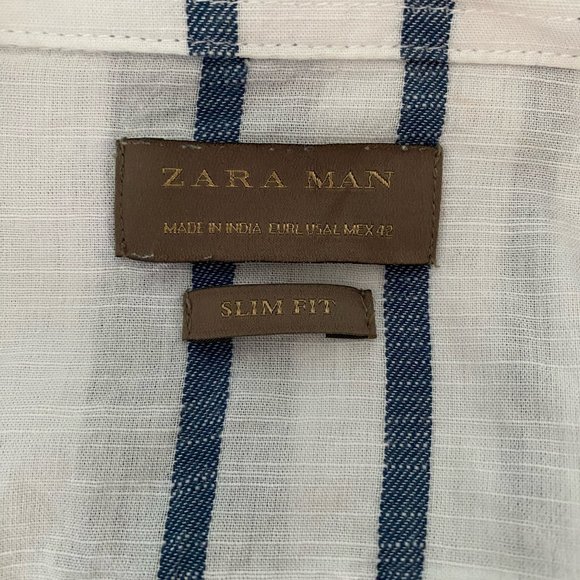 ZARA MAN
MADE IN INDIA EUR L USA L MEX 42
SLIM FIT